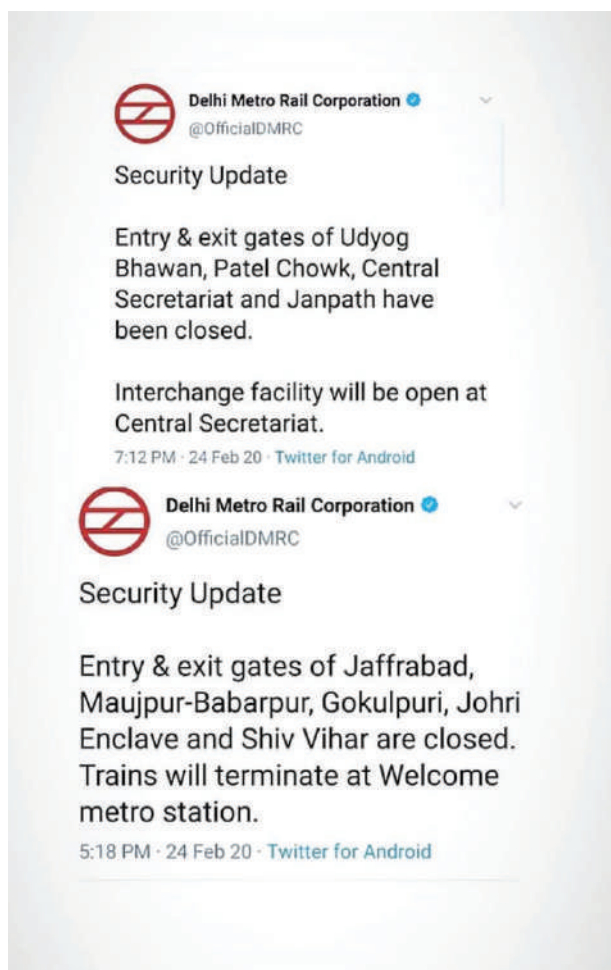 Delhi Metro Rail Corporation
@OfficialDMRC
Security Update
Entry & exit gates of Udyog
Bhawan, Patel Chowk, Central
Secretariat and Janpath have
been closed.
Interchange facility will be open at
Central Secretariat.
7:12 PM · 24 Feb 20 · Twitter for Android
Delhi Metro Rail Corporation
@OfficialDMRC
Security Update
Entry & exit gates of Jaffrabad,
Maujpur-Babarpur, Gokulpuri, Johri
Enclave and Shiv Vihar are closed.
Trains will terminate at Welcome
metro station.
5:18 PM · 24 Feb 20 · Twitter for Android